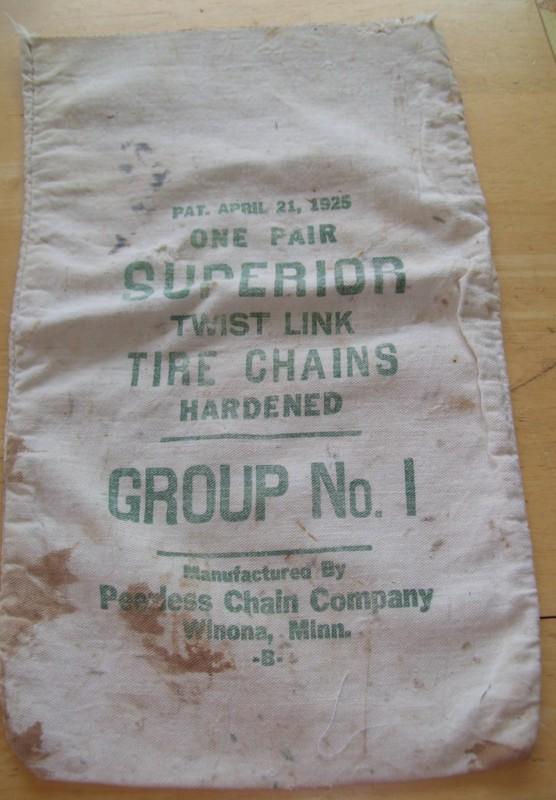 PAT. APRIL 21, 1925
ONE PAIR
SUPERIOR
TWIST LINK
TIRE CHAINS
HARDENED
GROUP No. 1
Manufactured By
Peerless Chain Company
Winona, Minn.
-B-